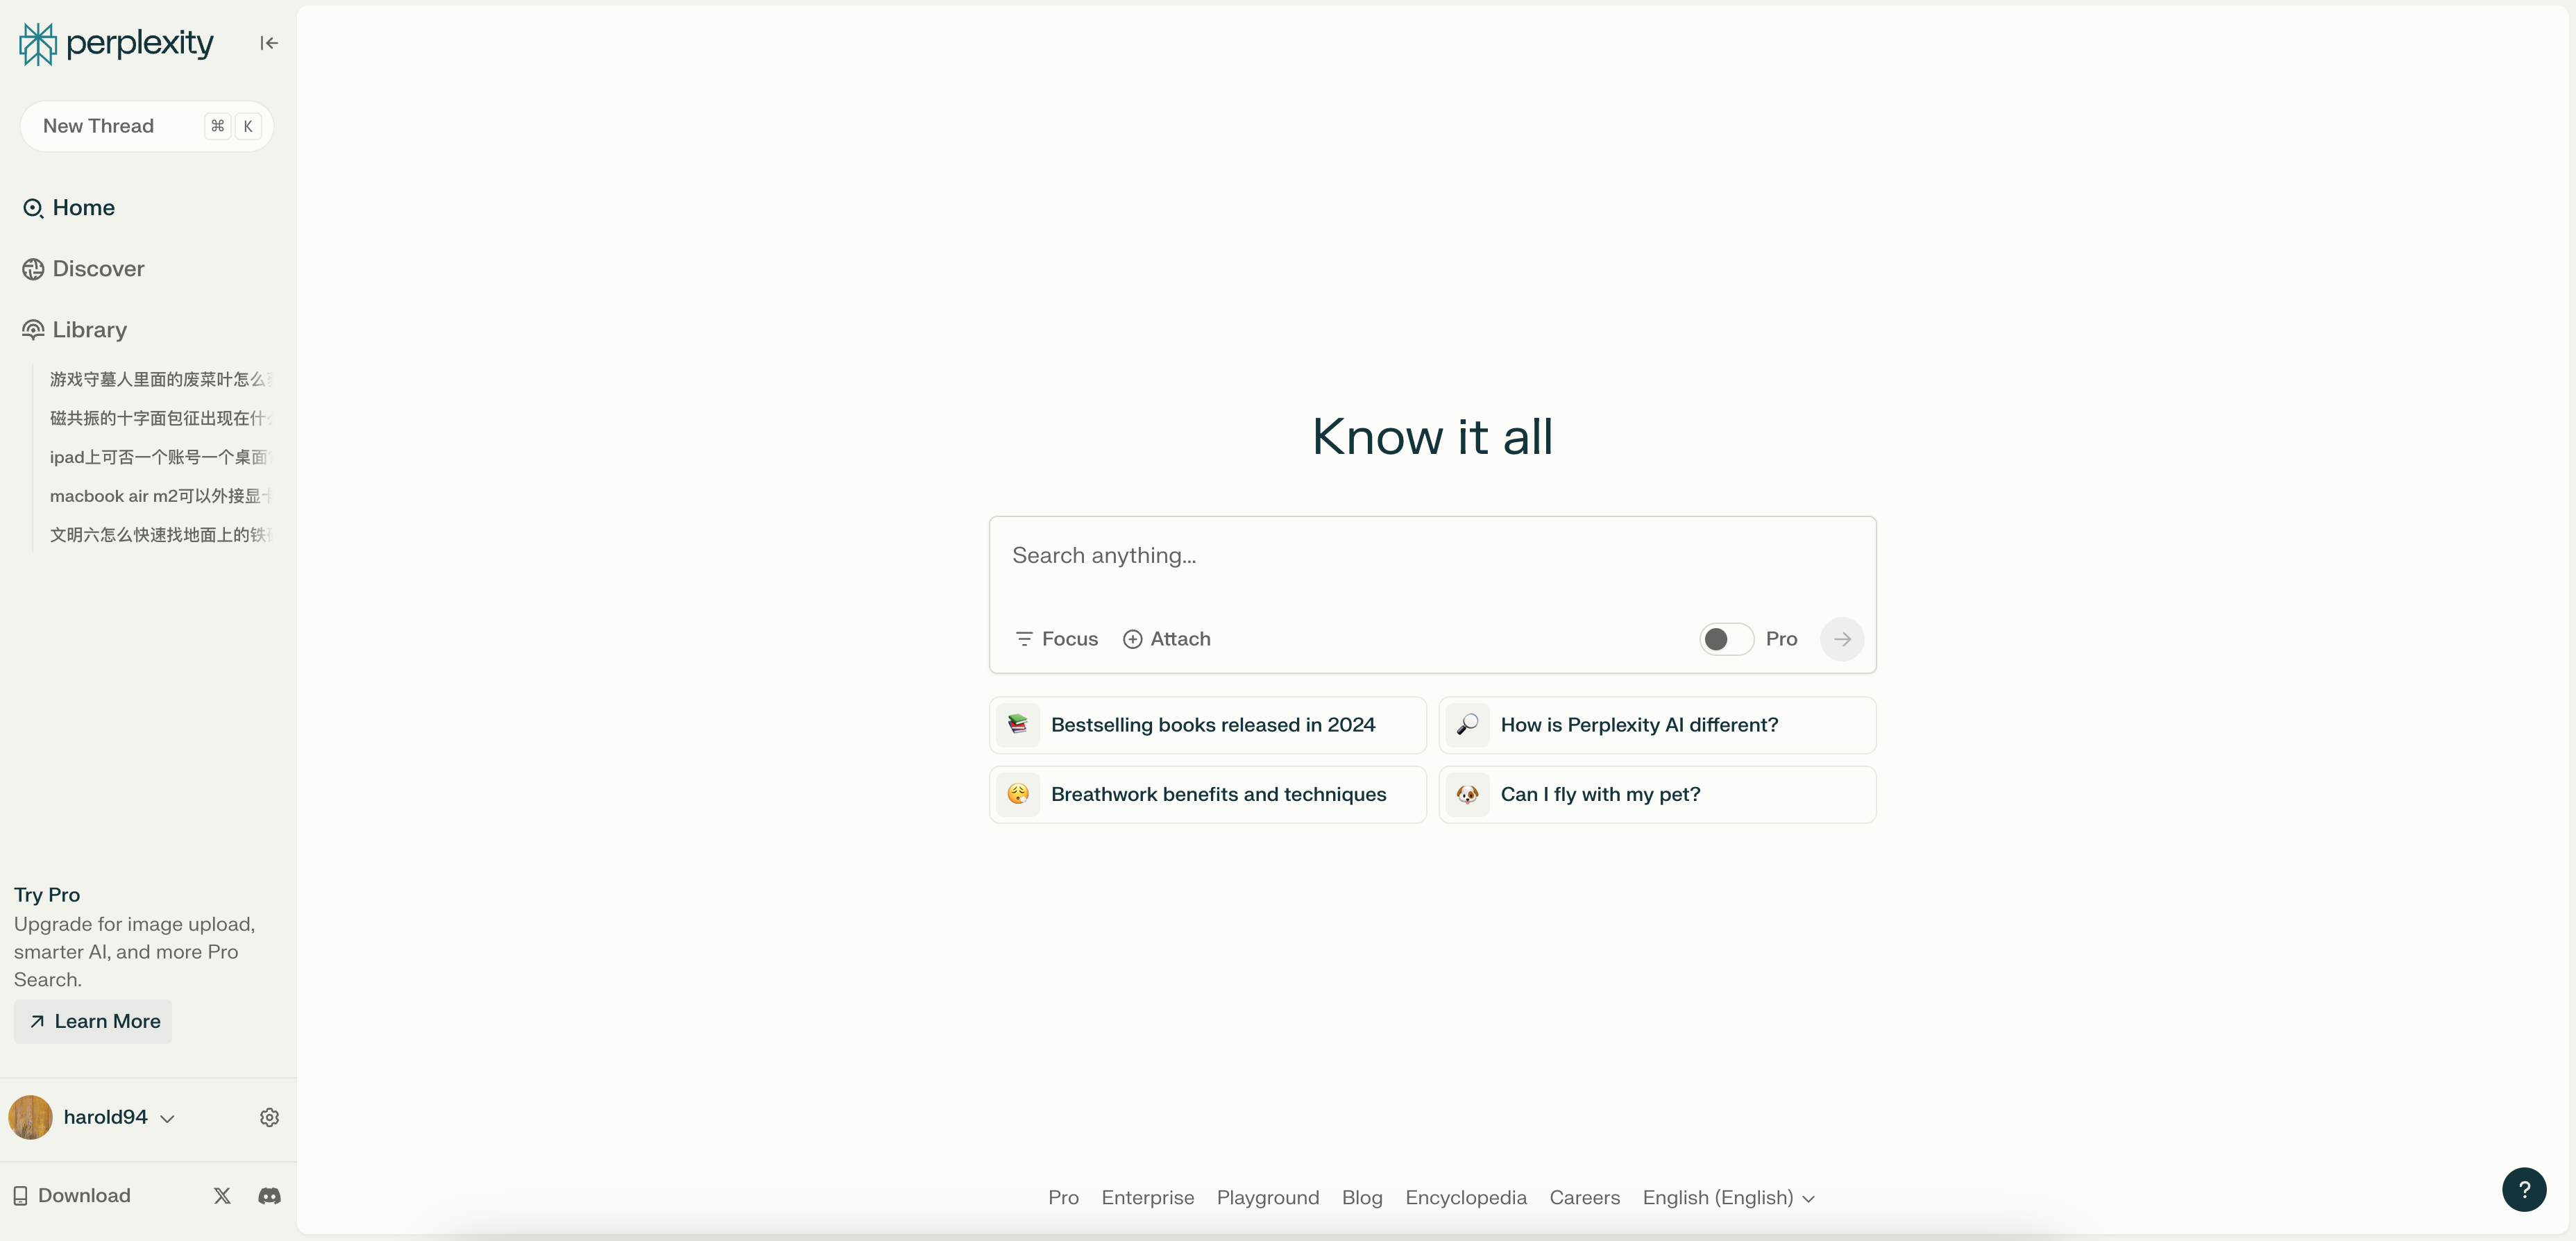 perplexity
New Thread ⌘ K
Home
Discover
Library
游戏守墓人里面的废菜叶怎么
磁共振的十字面包征出现在什
ipad上可否一个账号一个桌面
macbook air m2可以外接显
文明六怎么快速找地面上的铁
Try Pro
Upgrade for image upload,
smarter AI, and more Pro
Search.
Learn More
harold94
Download
Know it all
Search anything...
Focus Attach Pro
Bestselling books released in 2024
How is Perplexity AI different?
Breathwork benefits and techniques
Can I fly with my pet?
Pro Enterprise Playground Blog Encyclopedia Careers English (English)
?